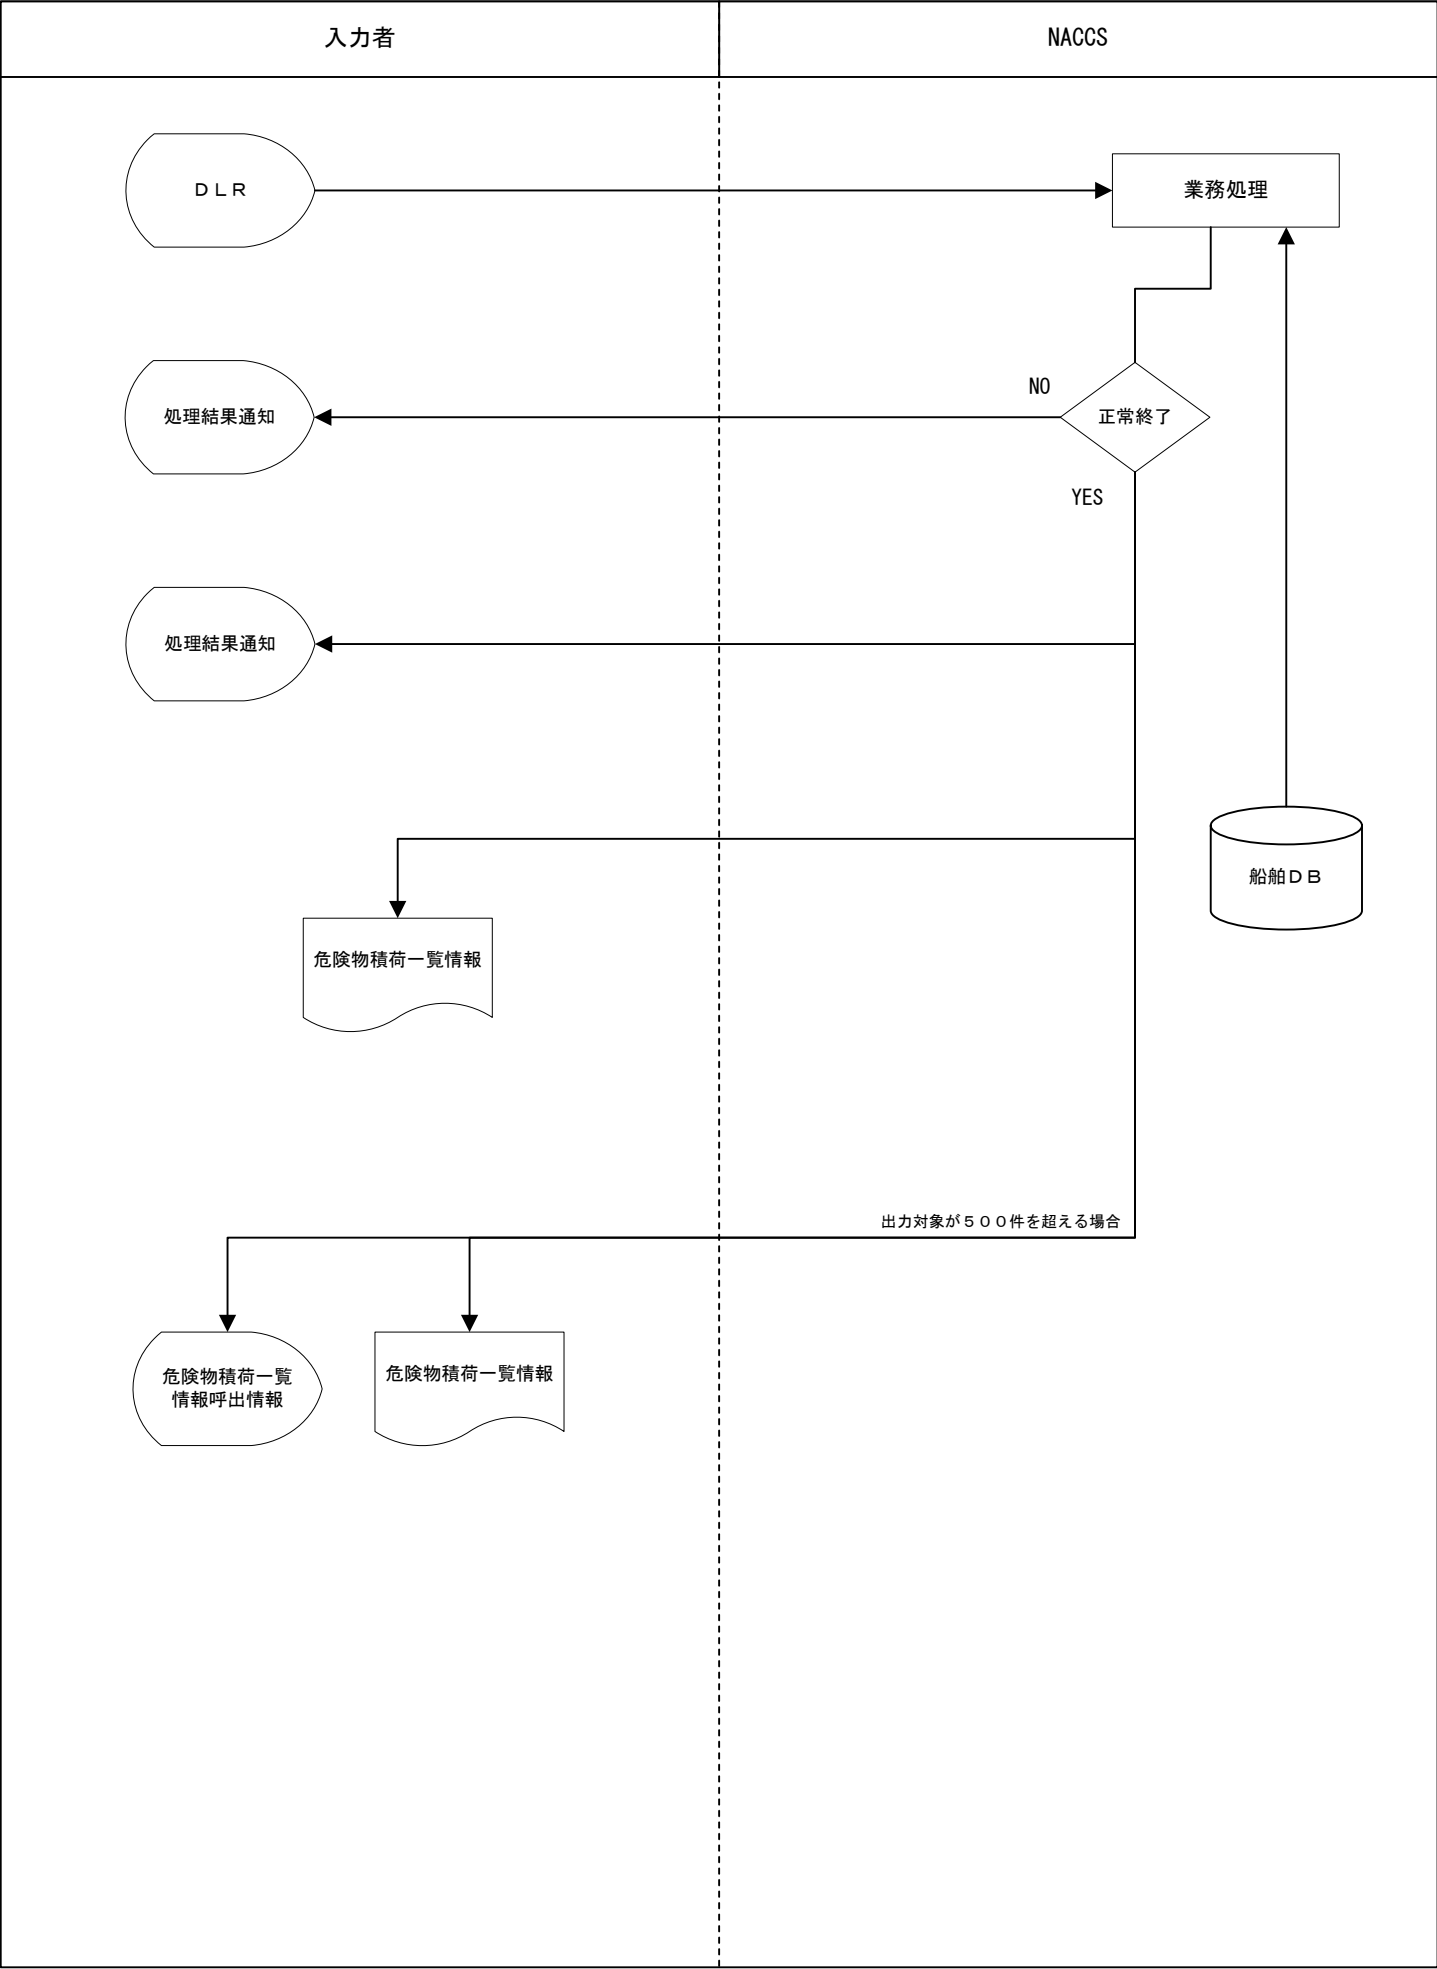 入力者
NACCS
ＤＬＲ
業務処理
NO
処理結果通知
正常終了
YES
処理結果通知
船舶ＤＢ
危険物積荷一覧情報
出力対象が５００件を超える場合
危険物積荷一覧
情報呼出情報
危険物積荷一覧情報